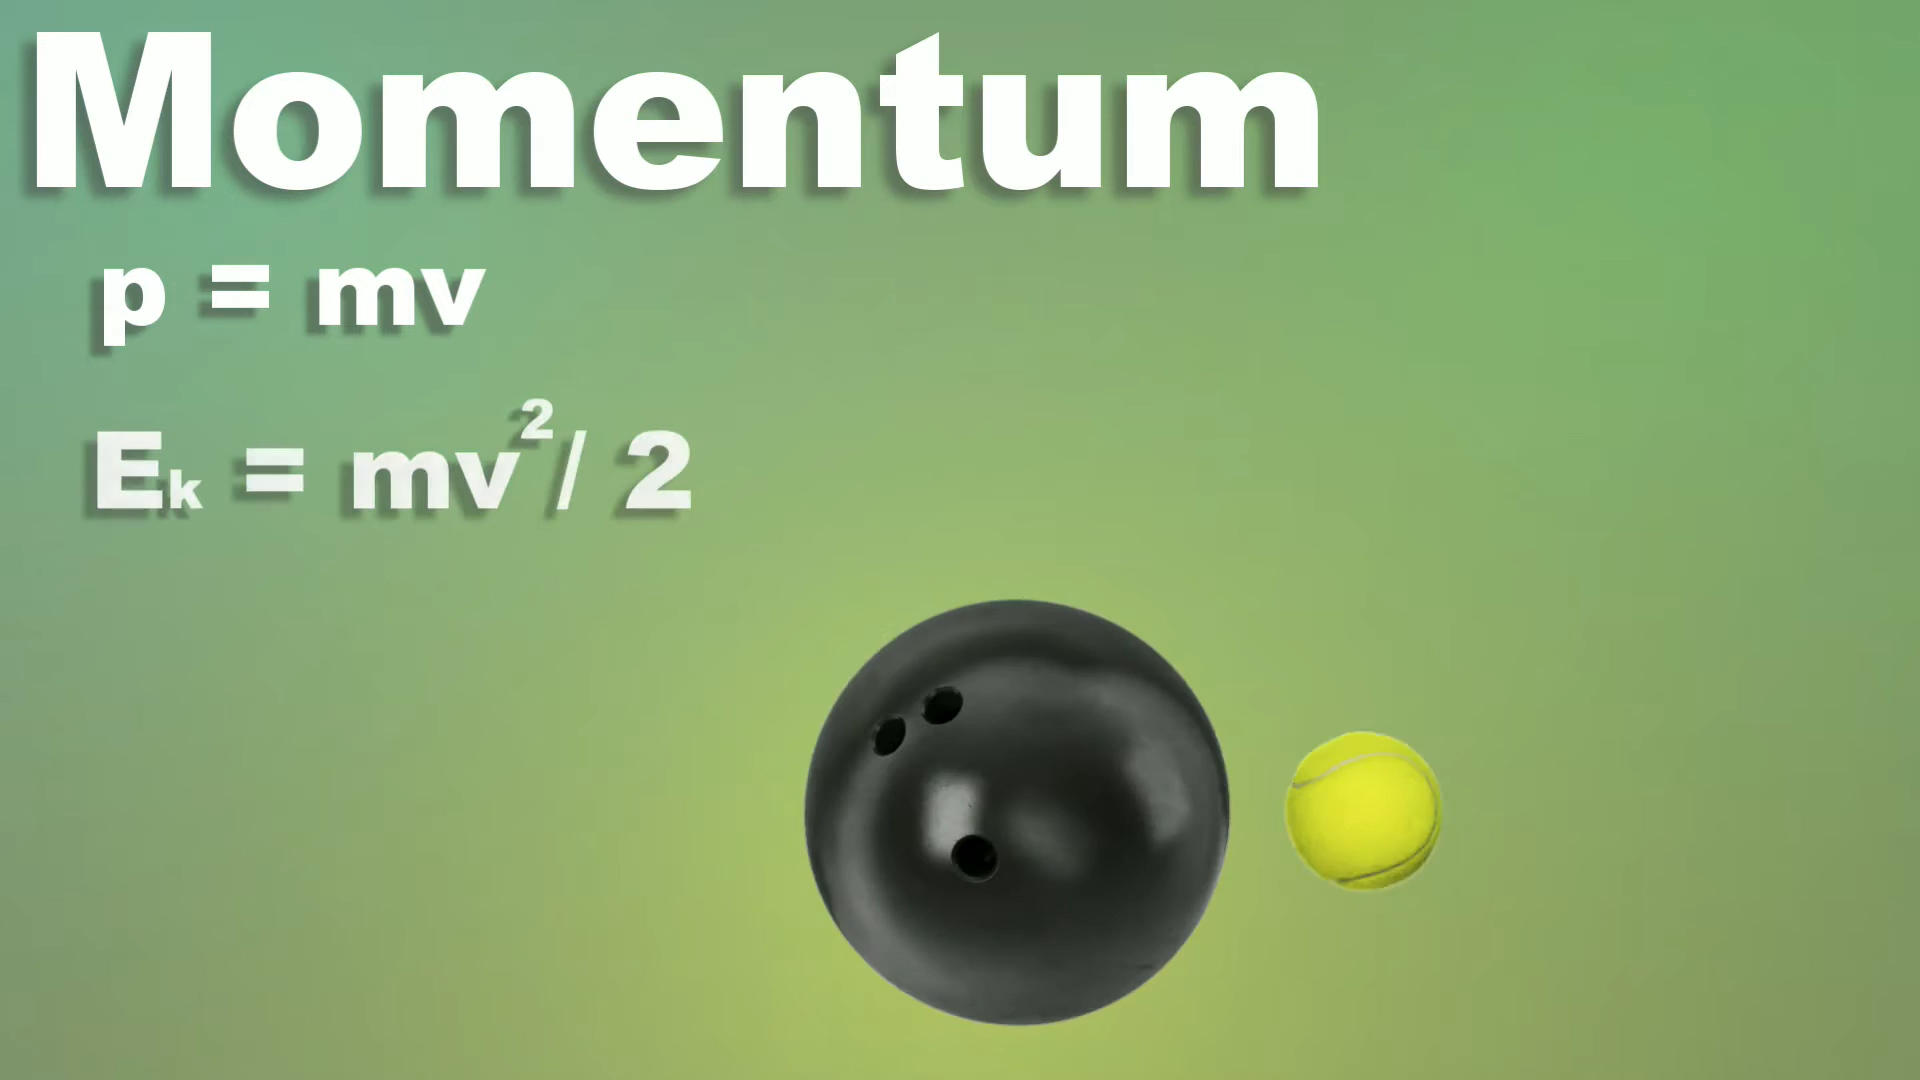 Momentum
p = mv
Eₖ = mv²/ 2